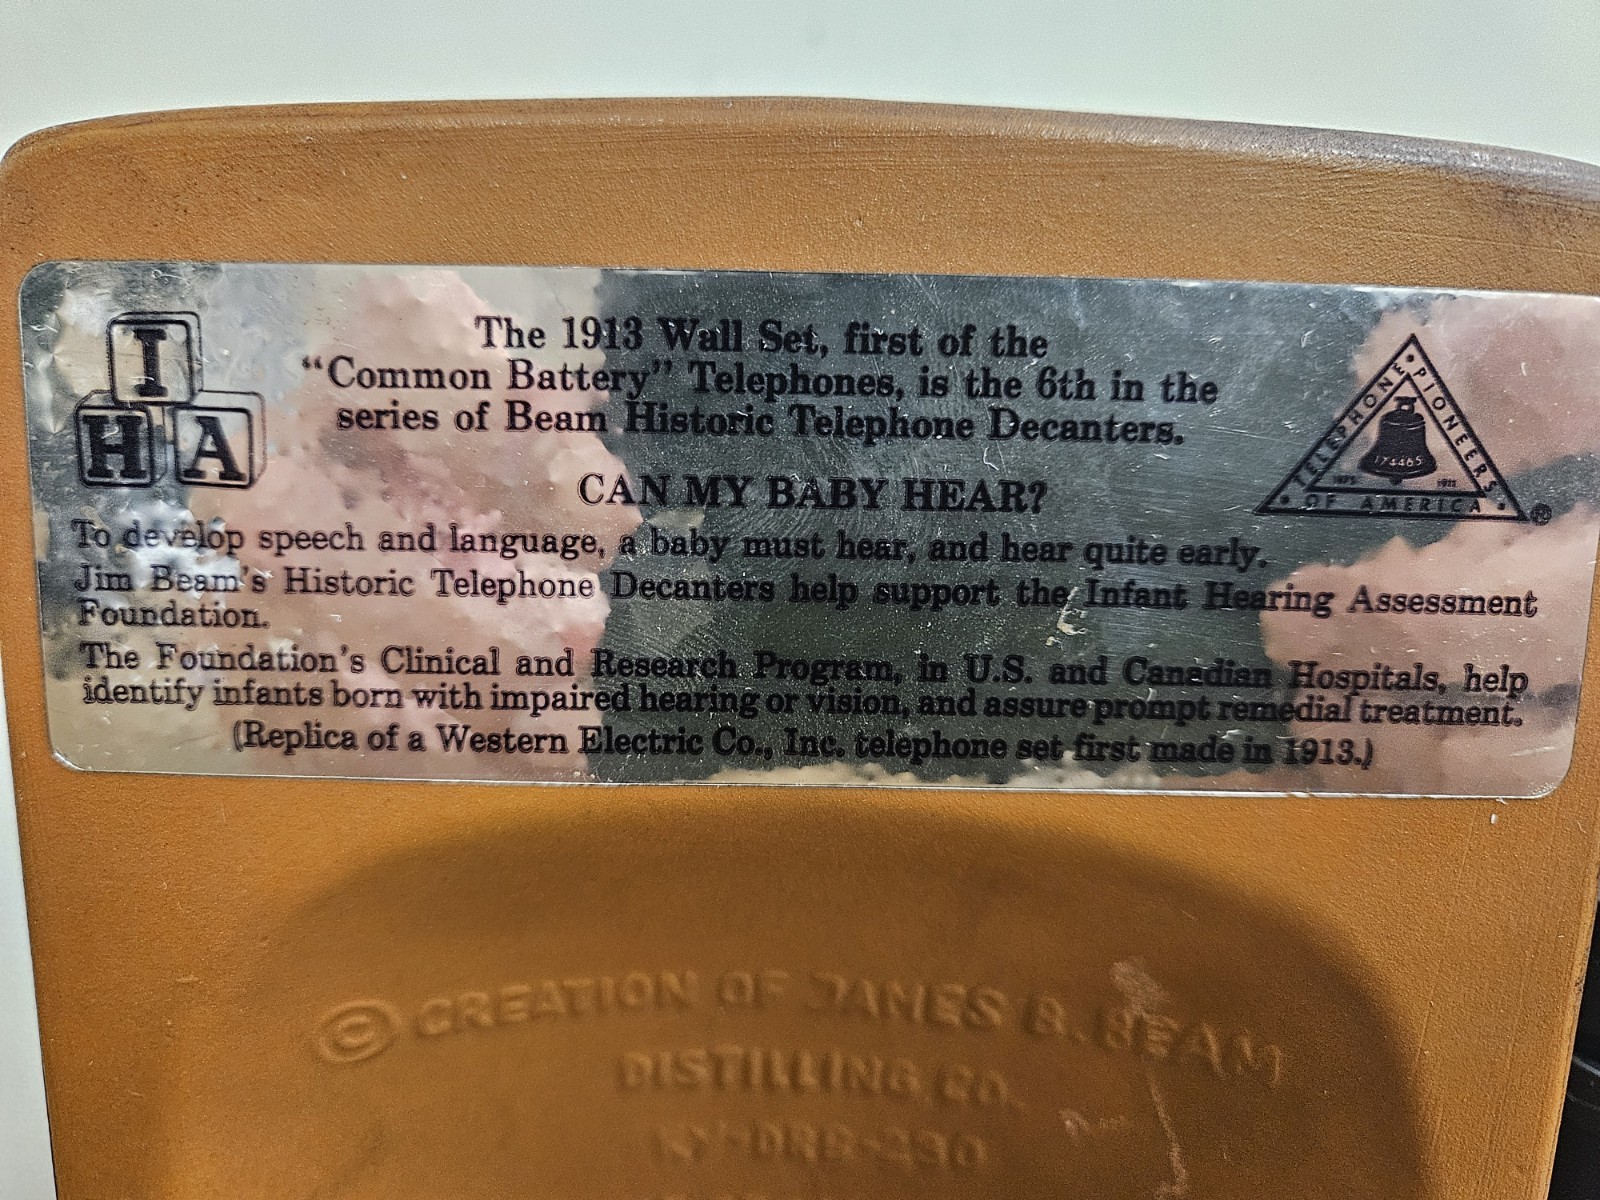 I
H A
The 1913 Wall Set, first of the
"Common Battery" Telephones, is the 6th in the
series of Beam Historic Telephone Decanters.
TELEPHONE PIONEERS
OF AMERICA
®
CAN MY BABY HEAR?
To develop speech and language, a baby must hear, and hear quite early.
Jim Beam's Historic Telephone Decanters help support the Infant Hearing Assessment
Foundation.
The Foundation's Clinical and Research Program, in U.S. and Canadian Hospitals, help
identify infants born with impaired hearing or vision, and assure prompt remedial treatment.
(Replica of a Western Electric Co., Inc. telephone set first made in 1913.)
© CREATION OF JAMES B. BEAM
DISTILLING CO.